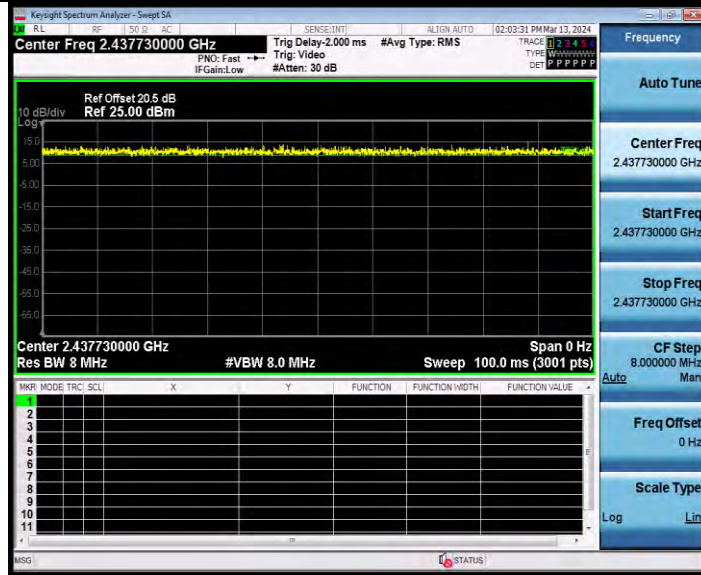 Keysight Spectrum Analyzer - Swept SA
RL RF 50 Ω AC SENSE:INT ALIGN AUTO 02:03:31 PM Mar 13, 2024
Center Freq 2.437730000 GHz
PNO: Fast
IFGain:Low
Trig Delay-2.000 ms
Trig: Video
#Atten: 30 dB
#Avg Type: RMS
TRACE 1 2 3 4 5 6
TYPE
DET P P P P P P
Ref Offset 20.5 dB
10 dB/div Ref 25.00 dBm
Log
15.0
5.00
-5.00
-15.0
-25.0
-35.0
-45.0
-55.0
-65.0
Center 2.437730000 GHz Span 0 Hz
Res BW 8 MHz #VBW 8.0 MHz Sweep 100.0 ms (3001 pts)
MKR MODE TRC SCL X Y FUNCTION FUNCTION WIDTH FUNCTION VALUE
1
2
3
4
5
6
7
8
9
10
11
MSG STATUS
Frequency
Auto Tune
Center Freq
2.437730000 GHz
Start Freq
2.437730000 GHz
Stop Freq
2.437730000 GHz
CF Step
8.000000 MHz
Auto Man
Freq Offset
0 Hz
Scale Type
Log Lin